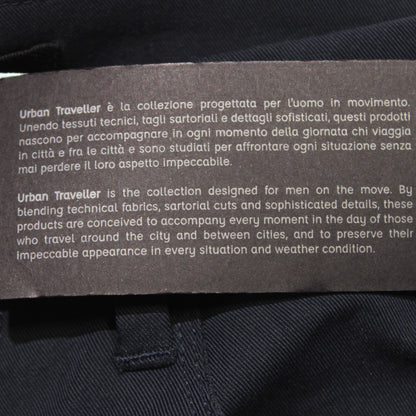 Urban Traveller è la collezione progettata per l'uomo in movimento.
Unendo tessuti tecnici, tagli sartoriali e dettagli sofisticati, questi prodotti
nascono per accompagnare in ogni momento della giornata chi viaggia
in città e fra le città e sono studiati per affrontare ogni situazione senza
mai perdere il loro aspetto impeccabile.
Urban Traveller is the collection designed for men on the move. By
blending technical fabrics, sartorial cuts and sophisticated details, these
products are conceived to accompany every moment in the day of those
who travel around the city and between cities, and to preserve their
impeccable appearance in every situation and weather condition.